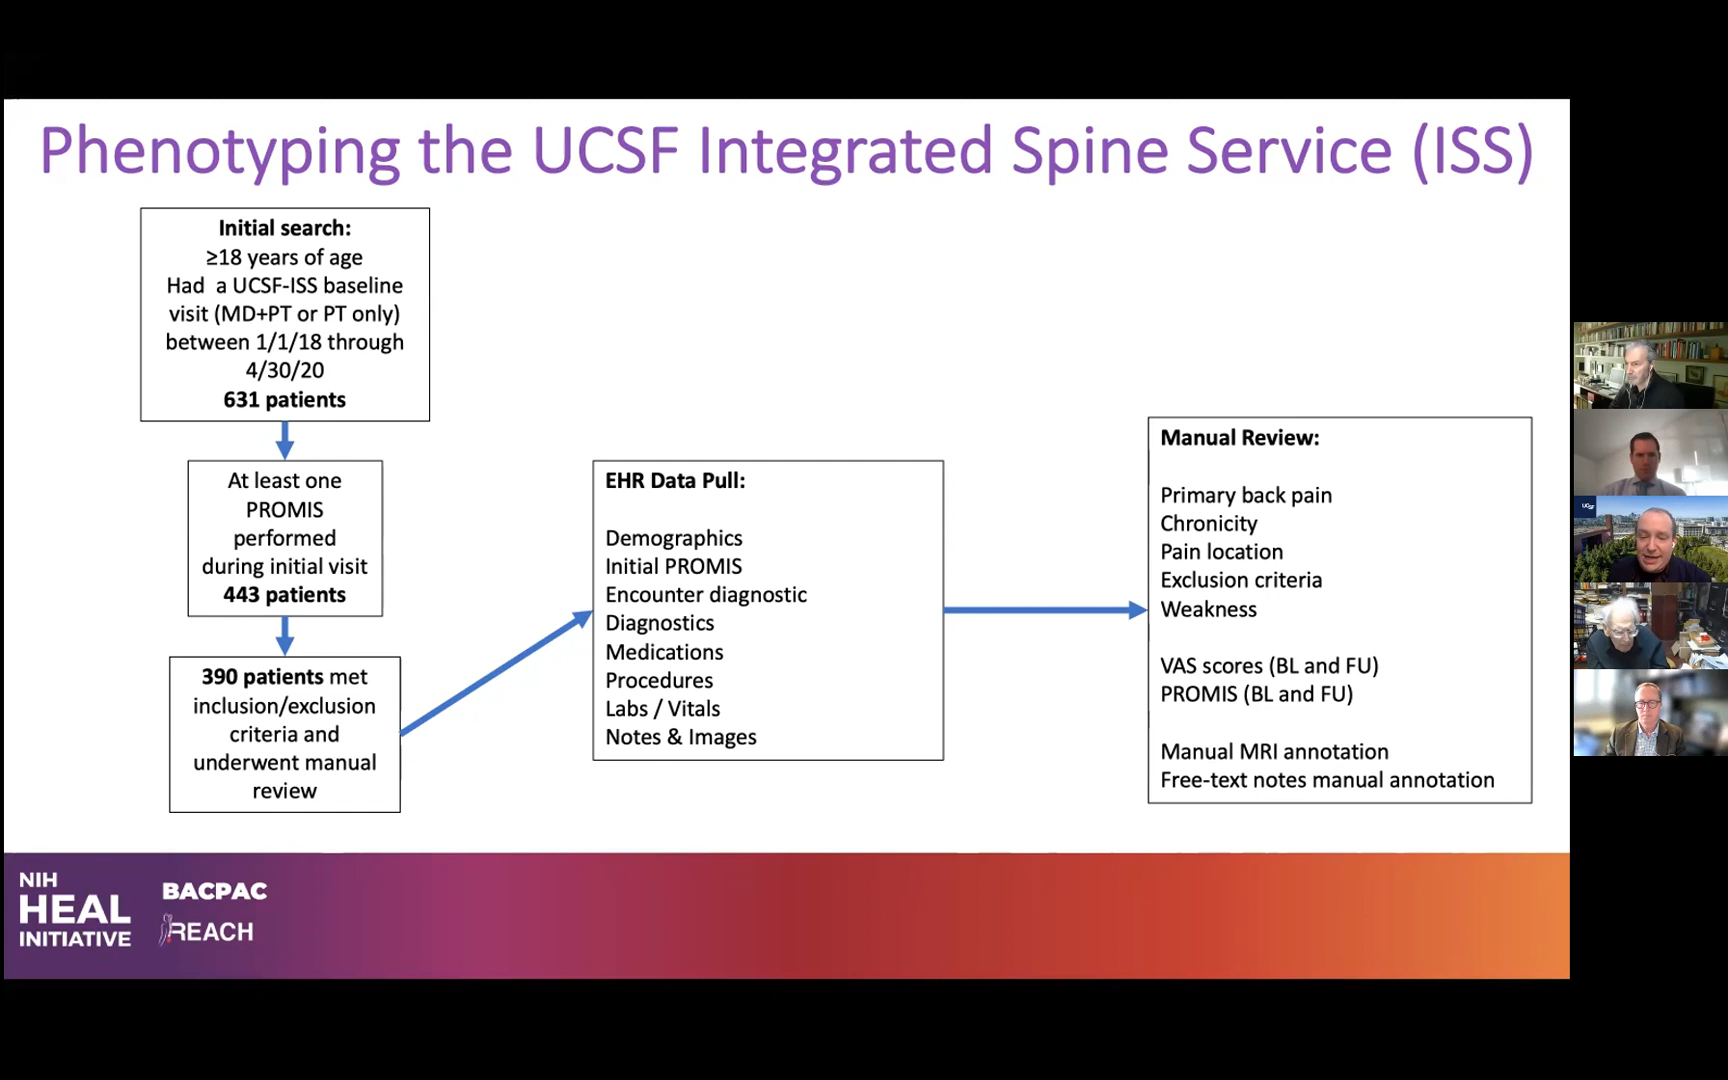 Phenotyping the UCSF Integrated Spine Service (ISS)
Initial search:
≥18 years of age
Had a UCSF-ISS baseline
visit (MD+PT or PT only)
between 1/1/18 through
4/30/20
631 patients
At least one
PROMIS
performed
during initial visit
443 patients
390 patients met
inclusion/exclusion
criteria and
underwent manual
review
EHR Data Pull:
Demographics
Initial PROMIS
Encounter diagnostic
Diagnostics
Medications
Procedures
Labs / Vitals
Notes & Images
Manual Review:
Primary back pain
Chronicity
Pain location
Exclusion criteria
Weakness
VAS scores (BL and FU)
PROMIS (BL and FU)
Manual MRI annotation
Free-text notes manual annotation
NIH
HEAL
INITIATIVE
BACPAC
REACH
UCSF